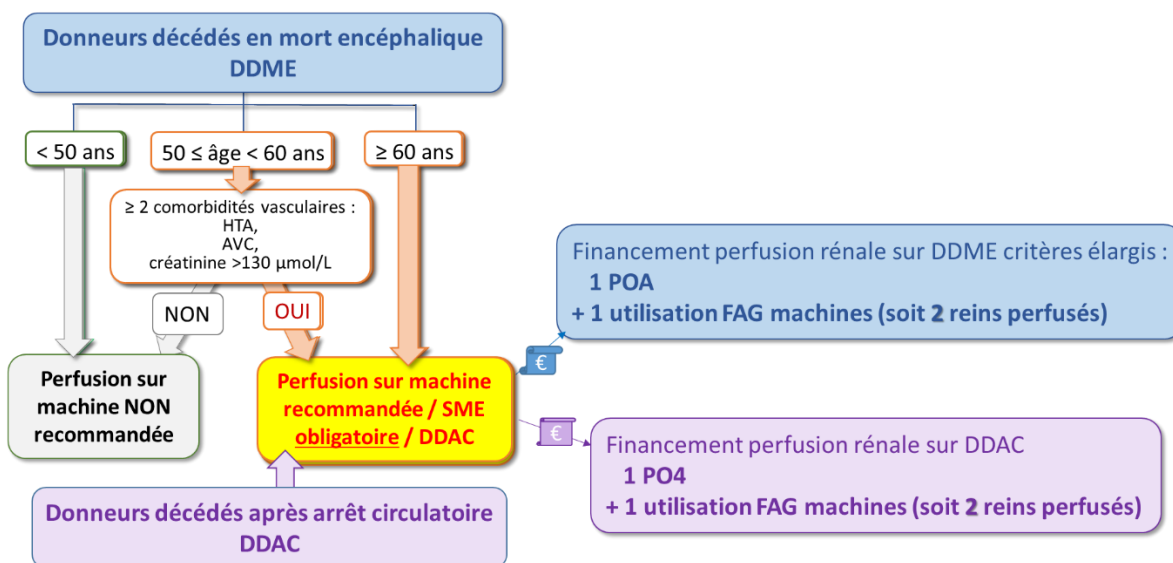 Donneurs décédés en mort encéphalique
DDME
< 50 ans
50 ≤ âge < 60 ans
≥ 60 ans
≥ 2 comorbidités vasculaires :
HTA,
AVC,
créatinine >130 µmol/L
NON
OUI
Perfusion sur
machine NON
recommandée
Perfusion sur machine
recommandée / SME
obligatoire / DDAC
Donneurs décédés après arrêt circulatoire
DDAC
€
Financement perfusion rénale sur DDME critères élargis :
1 POA
+ 1 utilisation FAG machines (soit 2 reins perfusés)
€
Financement perfusion rénale sur DDAC
1 PO4
+ 1 utilisation FAG machines (soit 2 reins perfusés)